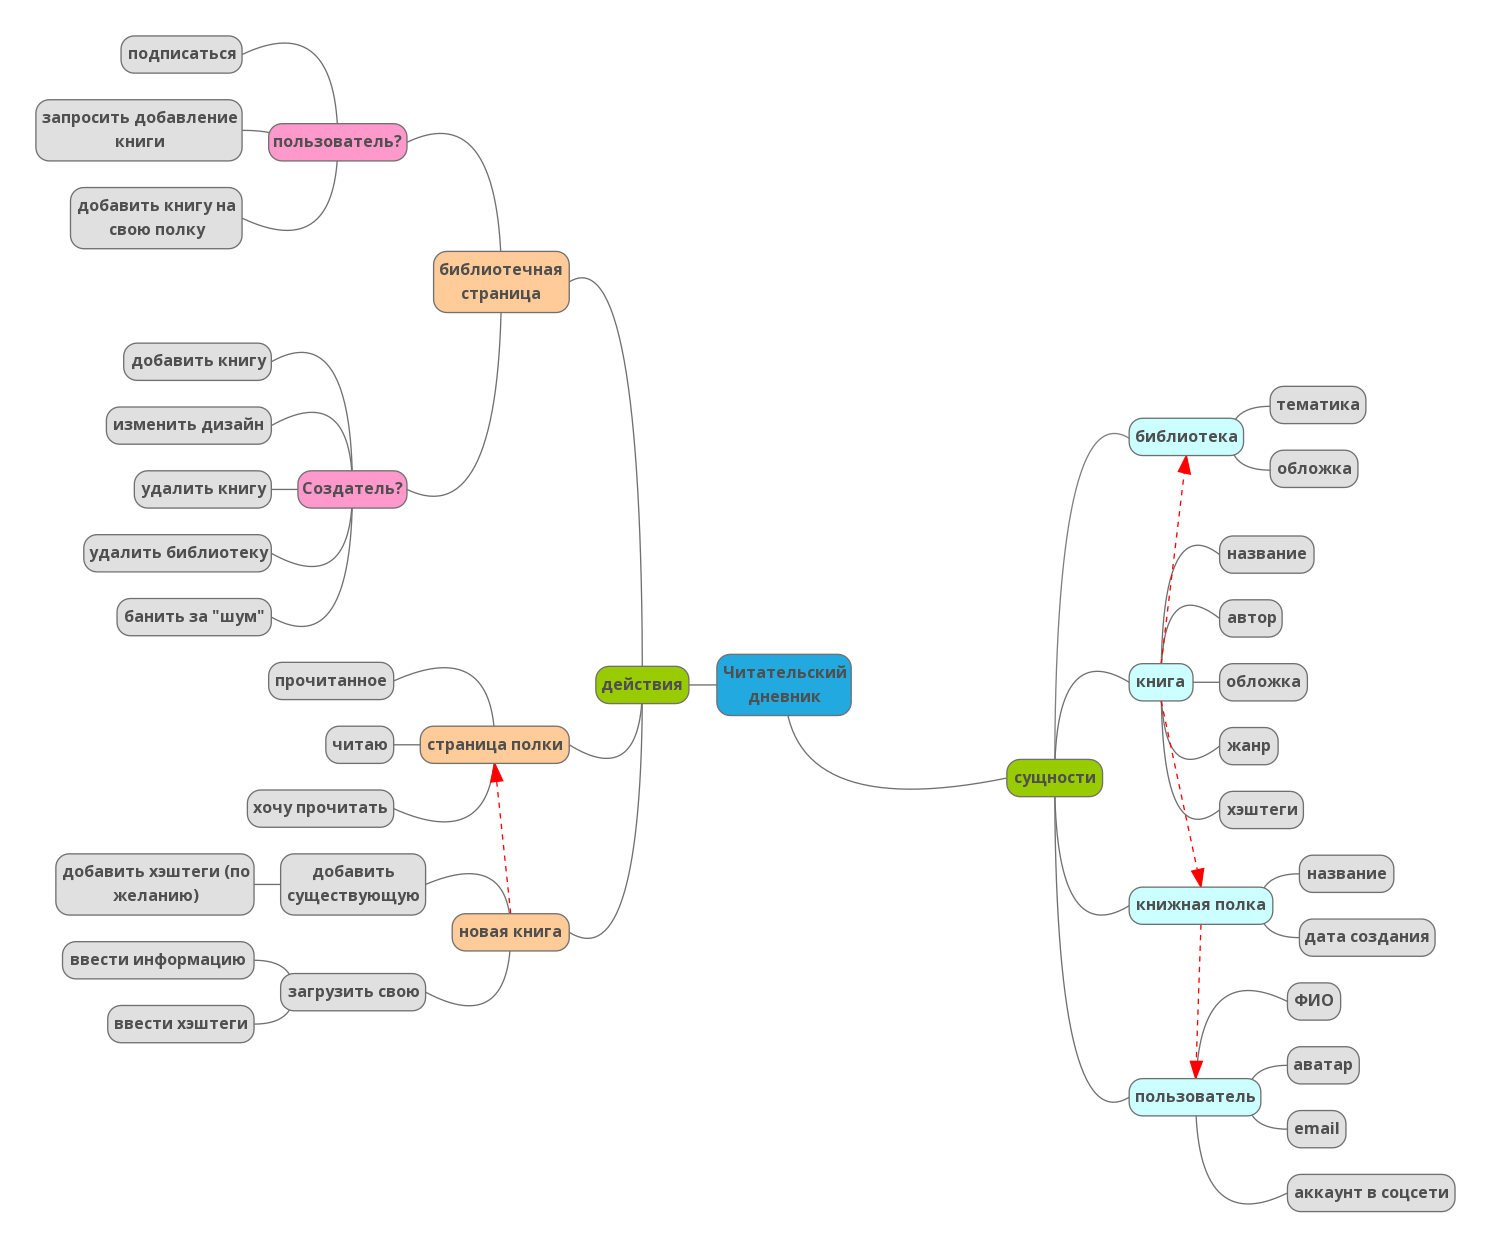 подписаться
запросить добавление
книги
пользователь?
добавить книгу на
свою полку
библиотечная
страница
добавить книгу
изменить дизайн
удалить книгу
Создатель?
удалить библиотеку
банить за "шум"
прочитанное
читаю
страница полки
хочу прочитать
добавить хэштеги (по
желанию)
добавить
существующую
новая книга
ввести информацию
загрузить свою
ввести хэштеги
действия
Читательский
дневник
сущности
библиотека
тематика
обложка
название
автор
книга
обложка
жанр
хэштеги
книжная полка
название
дата создания
ФИО
аватар
пользователь
email
аккаунт в соцсети